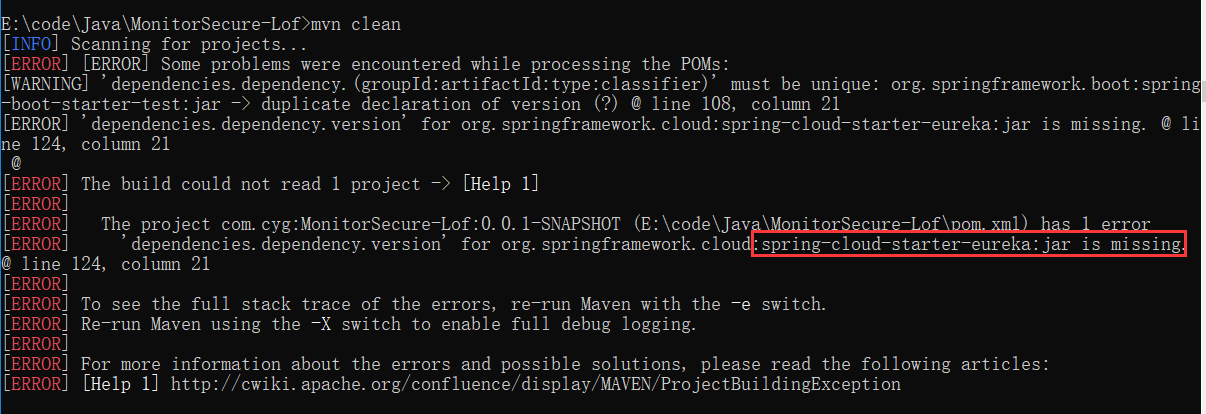 E:\code\Java\MonitorSecure-Lof>mvn clean
[INFO] Scanning for projects...
[ERROR] [ERROR] Some problems were encountered while processing the POMs:
[WARNING] 'dependencies.dependency.(groupId:artifactId:type:classifier)' must be unique: org.springframework.boot:spring
-boot-starter-test:jar -> duplicate declaration of version (?) @ line 108, column 21
[ERROR] 'dependencies.dependency.version' for org.springframework.cloud:spring-cloud-starter-eureka:jar is missing. @ li
ne 124, column 21
@
[ERROR] The build could not read 1 project -> [Help 1]
[ERROR]
[ERROR]   The project com.cyg:MonitorSecure-Lof:0.0.1-SNAPSHOT (E:\code\Java\MonitorSecure-Lof\pom.xml) has 1 error
[ERROR]     'dependencies.dependency.version' for org.springframework.cloud:spring-cloud-starter-eureka:jar is missing.
@ line 124, column 21
[ERROR]
[ERROR] To see the full stack trace of the errors, re-run Maven with the -e switch.
[ERROR] Re-run Maven using the -X switch to enable full debug logging.
[ERROR]
[ERROR] For more information about the errors and possible solutions, please read the following articles:
[ERROR] [Help 1] http://cwiki.apache.org/confluence/display/MAVEN/ProjectBuildingException